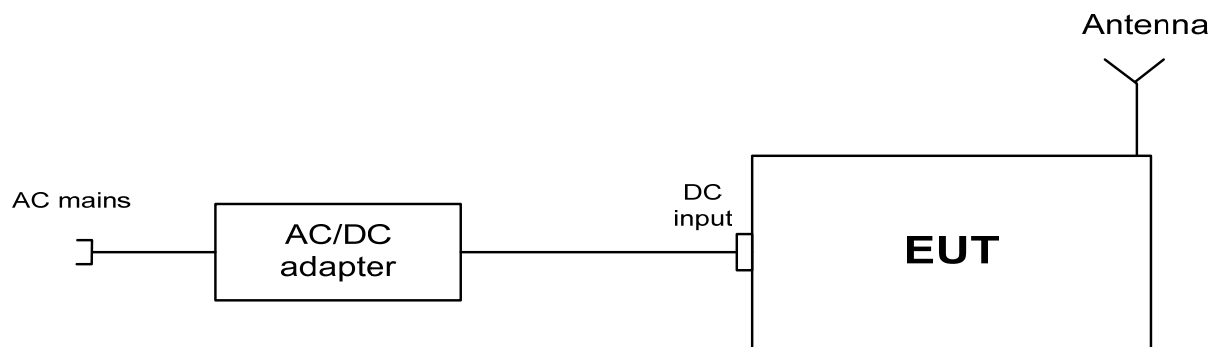 Antenna
AC mains
AC/DC
adapter
DC
input
EUT